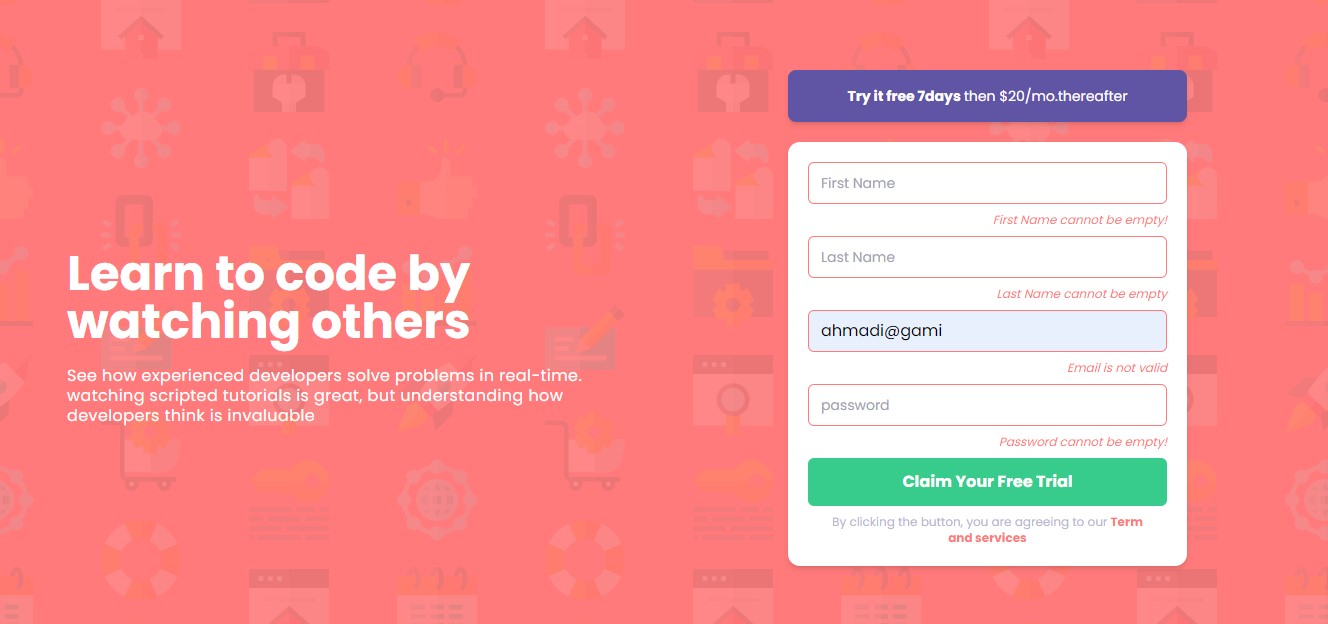 Learn to code by
watching others
See how experienced developers solve problems in real-time.
watching scripted tutorials is great, but understanding how
developers think is invaluable
Try it free 7days then $20/mo.thereafter
First Name
First Name cannot be empty!
Last Name
Last Name cannot be empty
ahmadi@gami
Email is not valid
password
Password cannot be empty!
Claim Your Free Trial
By clicking the button, you are agreeing to our Term
and services